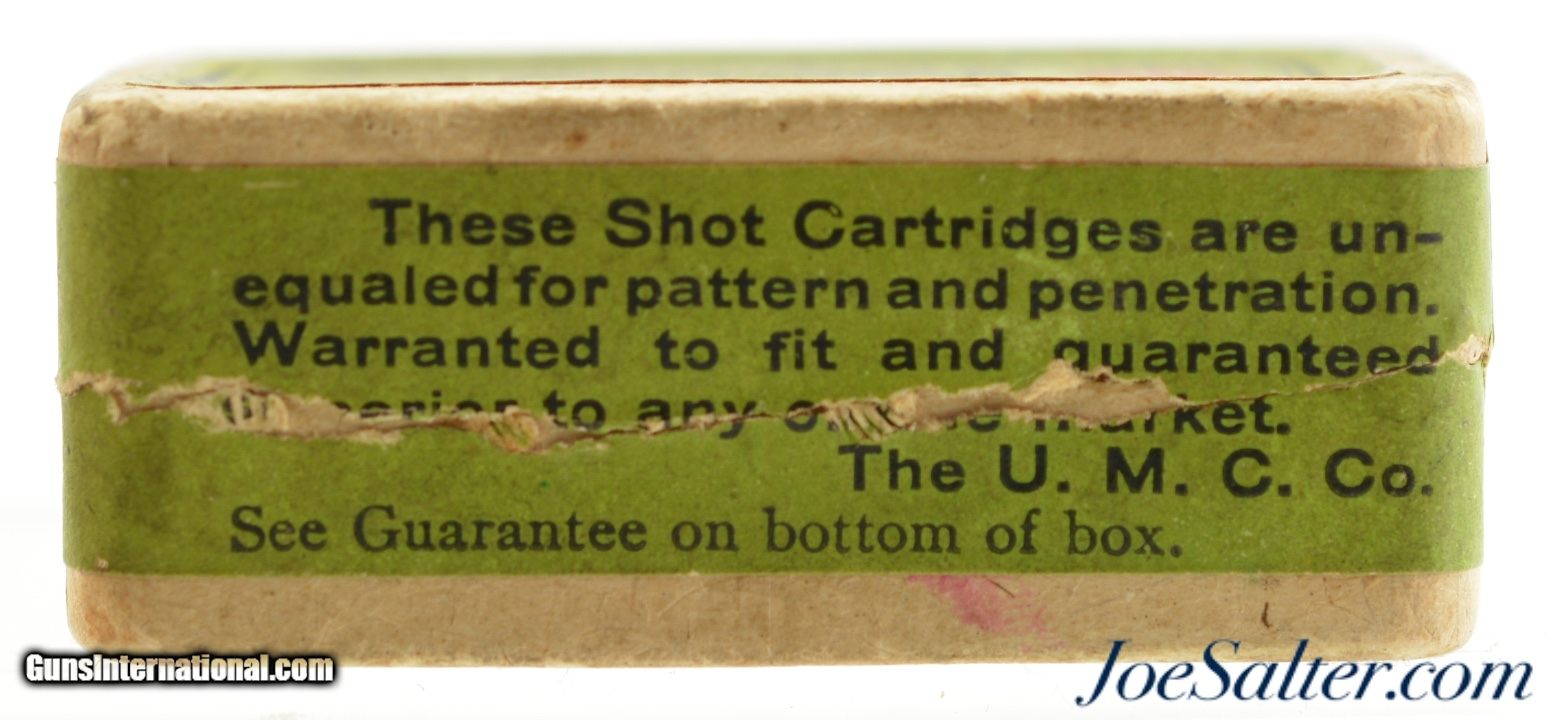 These Shot Cartridges are un-
equaled for pattern and penetration.
Warranted to fit and guaranteed
to any market.
The U. M. C. Co.
See Guarantee on bottom of box.
GunsInternational.com
JoeSalter.com